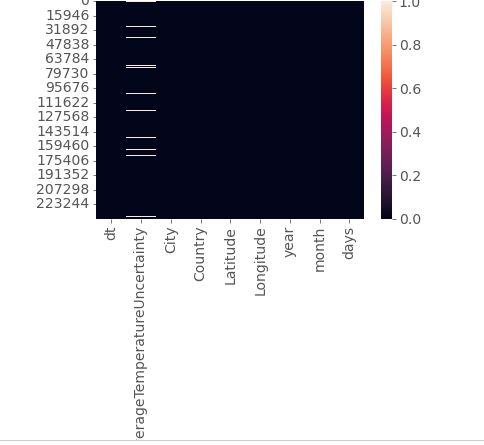 0
15946
31892
47838
63784
79730
95676
111622
127568
143514
159460
175406
191352
207298
223244
dt
erageTemperatureUncertainty
City
Country
Latitude
Longitude
year
month
days
1.0
0.8
0.6
0.4
0.2
0.0